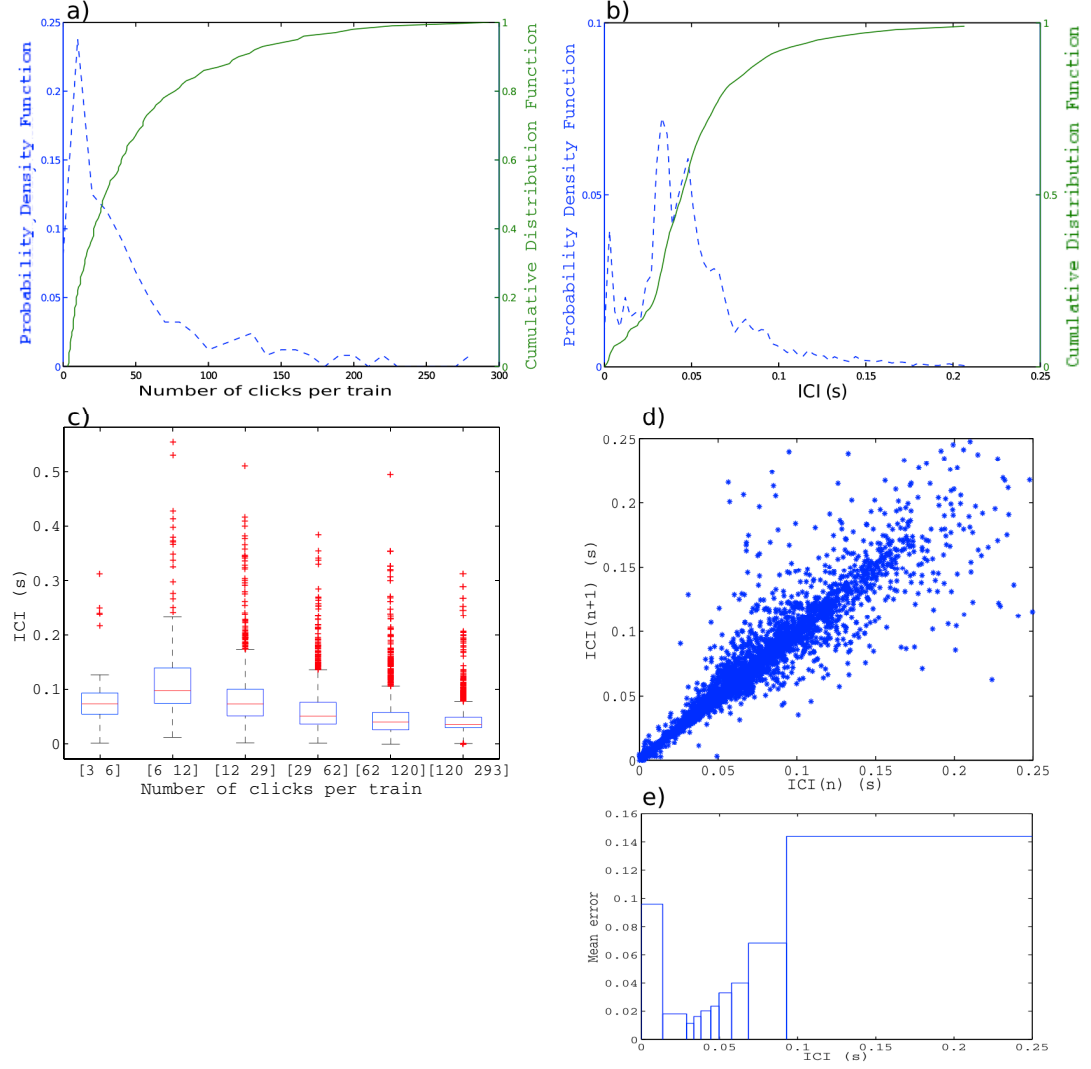 a)
Probability Density Function
0.25
0.2
0.15
0.1
0.05
0
1
0.8
0.6
0.4
0.2
0
Cumulative Distribution Function
0 50 100 150 200 250 300
Number of clicks per train
b)
Probability Density Function
0.1
0.05
0
1
0.5
0
Cumulative Distribution Function
0 0.05 0.1 0.15 0.2 0.25
ICI (s)
c)
ICI (s)
0.5
0.4
0.3
0.2
0.1
0
[3 6] [6 12] [12 29] [29 62] [62 120] [120 293]
Number of clicks per train
d)
ICI(n+1) (s)
0.25
0.2
0.15
0.1
0.05
0
0 0.05 0.1 0.15 0.2 0.25
ICI(n) (s)
e)
Mean error
0.16
0.14
0.12
0.1
0.08
0.06
0.04
0.02
0
0 0.05 0.1 0.15 0.2 0.25
ICI (s)